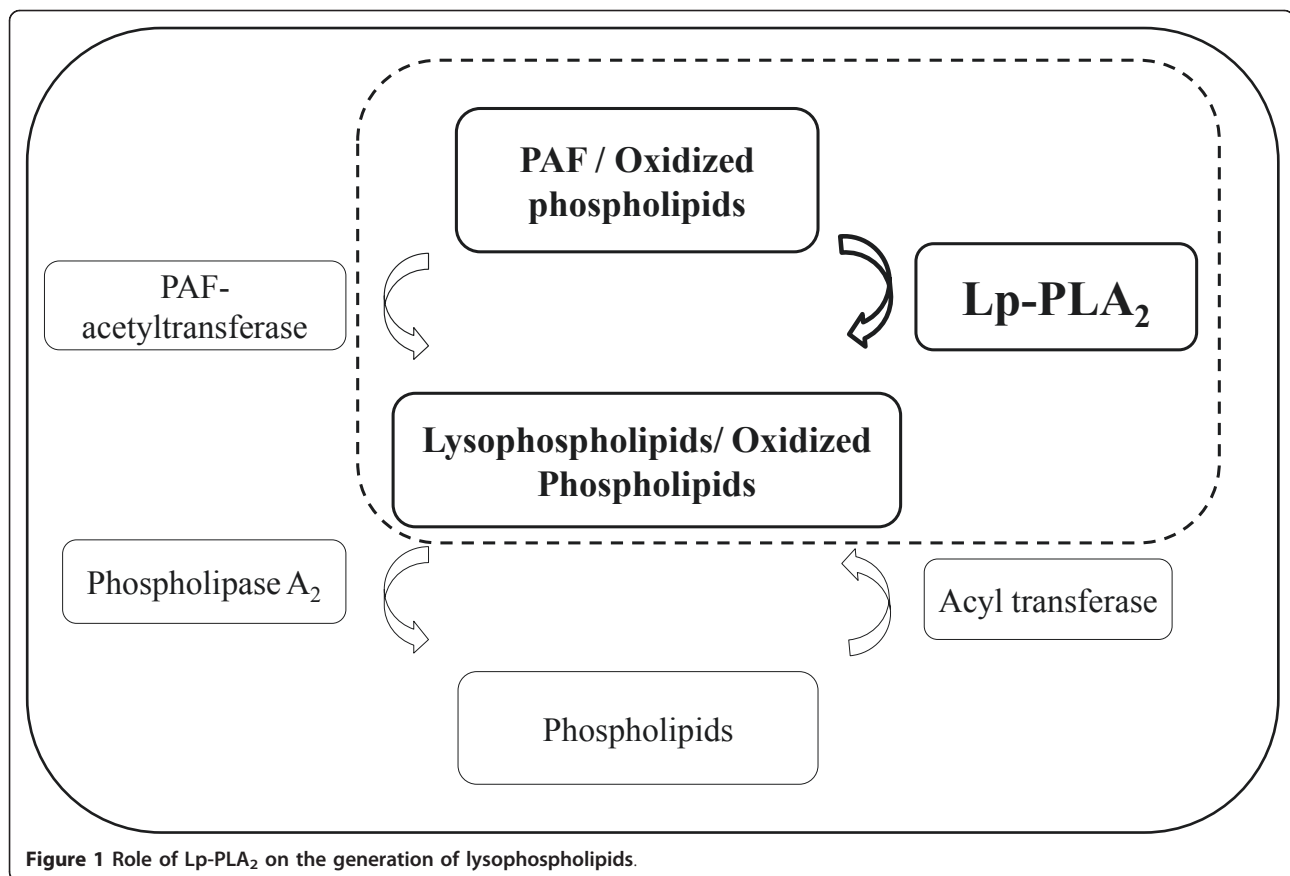 PAF / Oxidized
phospholipids
PAF-
acetyltransferase
Lp-PLA₂
Lysophospholipids/ Oxidized
Phospholipids
Phospholipase A₂
Acyl transferase
Phospholipids
Figure 1 Role of Lp-PLA₂ on the generation of lysophospholipids.